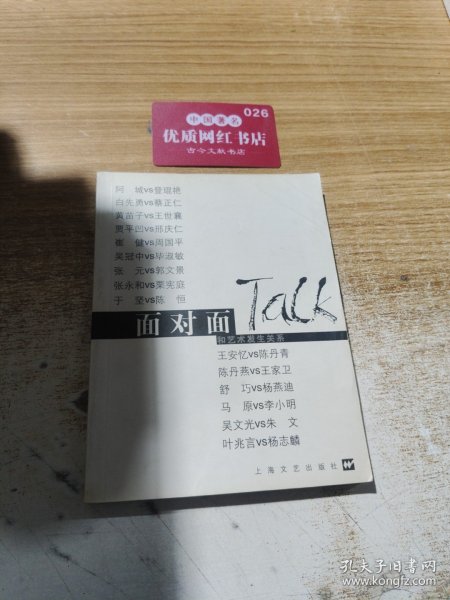 026
中国著名
优质网红书店
古今文献书店
阿 城vs曾琨艳
白先勇vs蔡正仁
黄苗子vs王世襄
贾平凹vs邢庆仁
崔 健vs周国平
吴冠中vs毕淑敏
张 元vs郭文景
张永和vs栗宪庭
于 坚vs陈 恒
面对面 Talk
和艺术发生关系
王安忆vs陈丹青
陈丹燕vs王家卫
舒 巧vs杨燕迪
马 原vs李小明
吴文光vs朱 文
叶兆言vs杨志麟
上海文艺出版社
孔夫子旧书网
www.kongfz.com